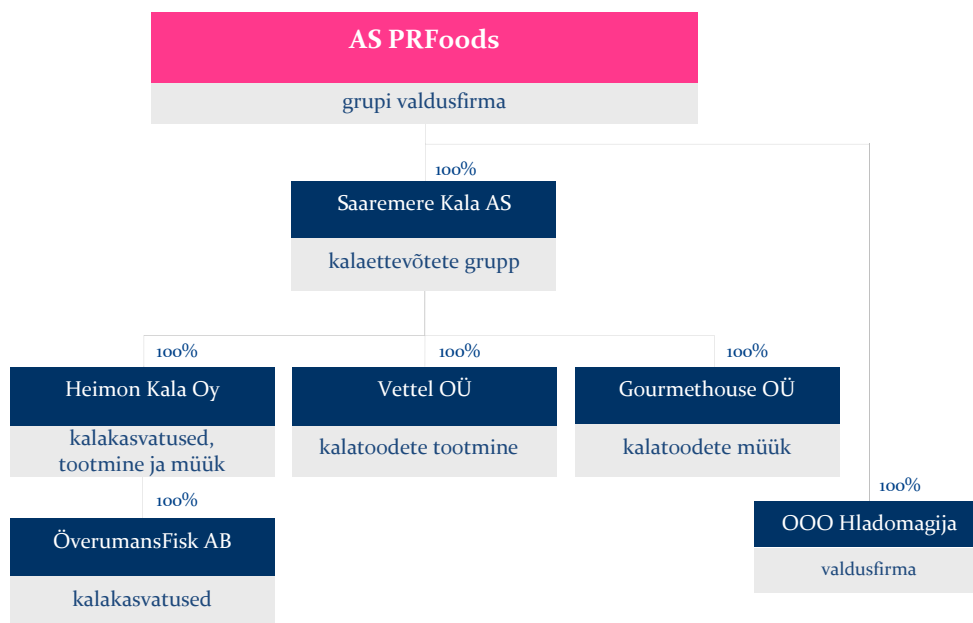 AS PRFoods
grupi valdusfirma
100%
Saaremere Kala AS
kalaettevõtete grupp
100%
Heimon Kala Oy
kalakasvatused,
tootmine ja müük
100%
Vettel OÜ
kalatoodete tootmine
100%
Gourmethouse OÜ
kalatoodete müük
100%
ÖverumansFisk AB
kalakasvatused
100%
OOO Hladomagija
valdusfirma